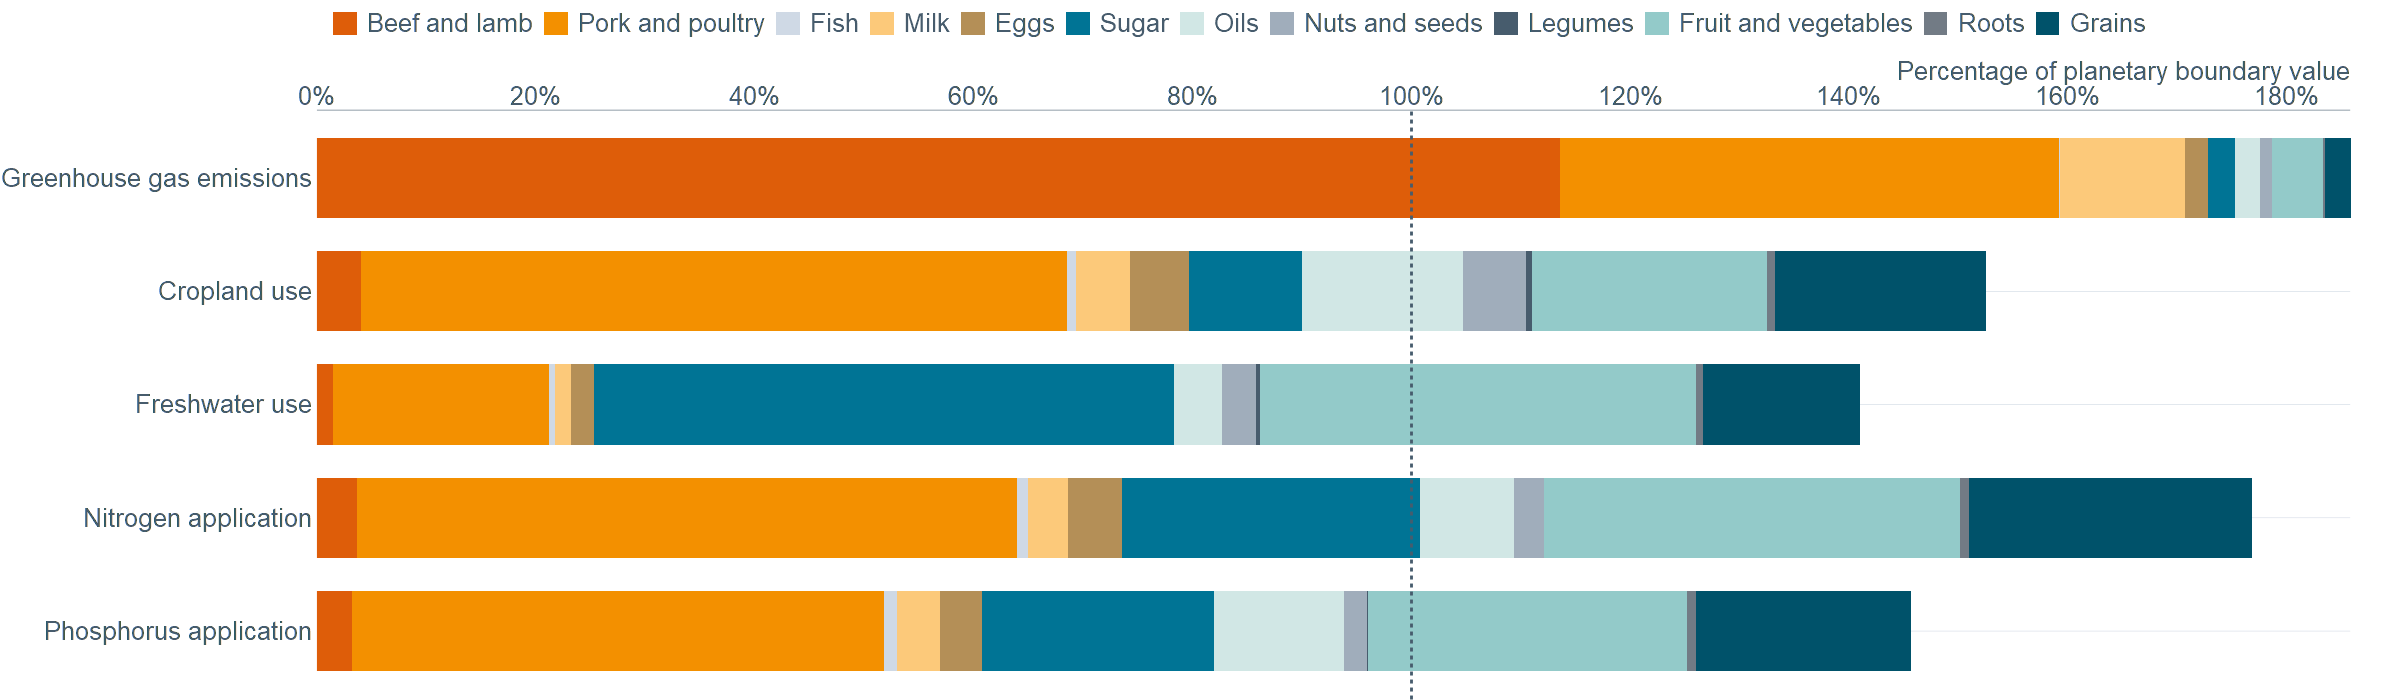 Beef and lamb Pork and poultry Fish Milk Eggs Sugar Oils Nuts and seeds Legumes Fruit and vegetables Roots Grains
Percentage of planetary boundary value
0% 20% 40% 60% 80% 100% 120% 140% 160% 180%
Greenhouse gas emissions
Cropland use
Freshwater use
Nitrogen application
Phosphorus application